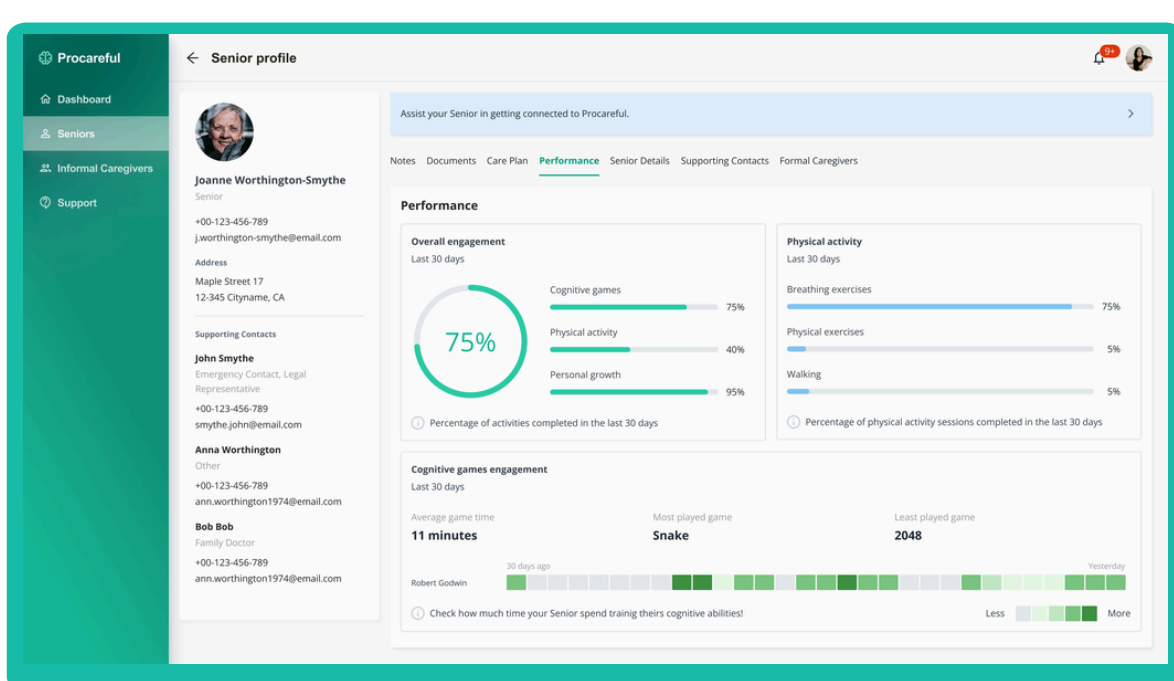 Procareful
Dashboard
Seniors
Informal Caregivers
Support
Senior profile
9+
Joanne Worthington-Smythe
Senior
+00-123-456-789
j.worthington-smythe@email.com
Address
Maple Street 17
12-345 Cityname, CA
Supporting Contacts
John Smythe
Emergency Contact, Legal
Representative
+00-123-456-789
smythe.john@email.com
Anna Worthington
Other
+00-123-456-789
ann.worthington1974@email.com
Bob Bob
Family Doctor
+00-123-456-789
ann.worthington1974@email.com
Assist your Senior in getting connected to Procareful.
Notes Documents Care Plan Performance Senior Details Supporting Contacts Formal Caregivers
Performance
Overall engagement
Last 30 days
75%
Cognitive games
75%
Physical activity
40%
Personal growth
95%
Percentage of activities completed in the last 30 days
Physical activity
Last 30 days
Breathing exercises
75%
Physical exercises
5%
Walking
5%
Percentage of physical activity sessions completed in the last 30 days
Cognitive games engagement
Last 30 days
Average game time
11 minutes
Most played game
Snake
Least played game
2048
30 days ago
Yesterday
Robert Godwin
Check how much time your Senior spend trainig theirs cognitive abilities!
Less
More